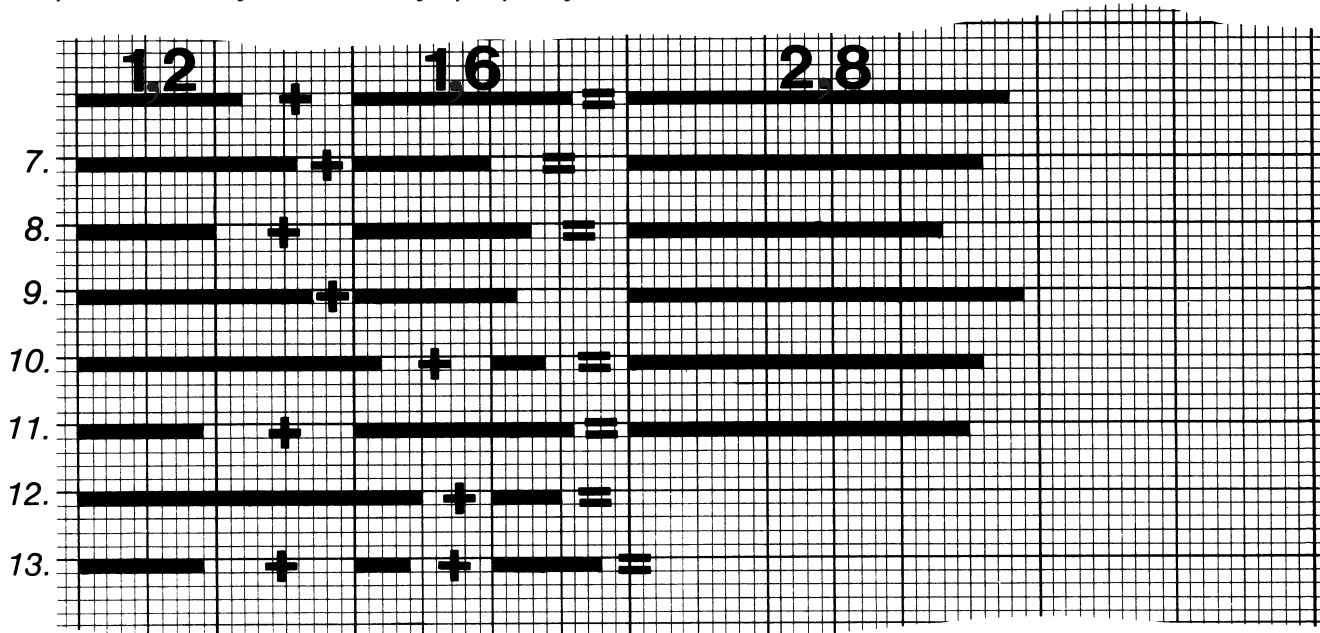 1,2 + 1,6 = 2,8
7. + =
8. + =
9. +
10. + =
11. + =
12. + =
13. + + =